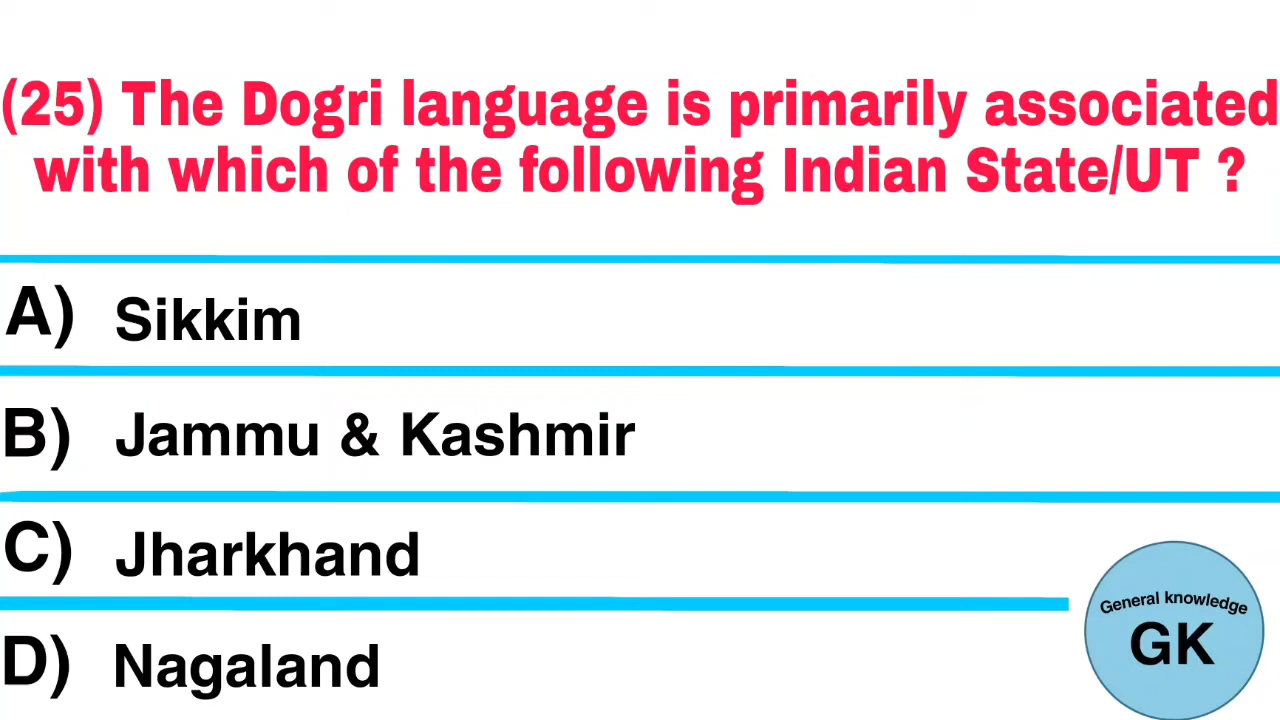 (25) The Dogri language is primarily associated
with which of the following Indian State/UT ?
A) Sikkim
B) Jammu & Kashmir
C) Jharkhand
D) Nagaland
General knowledge
GK